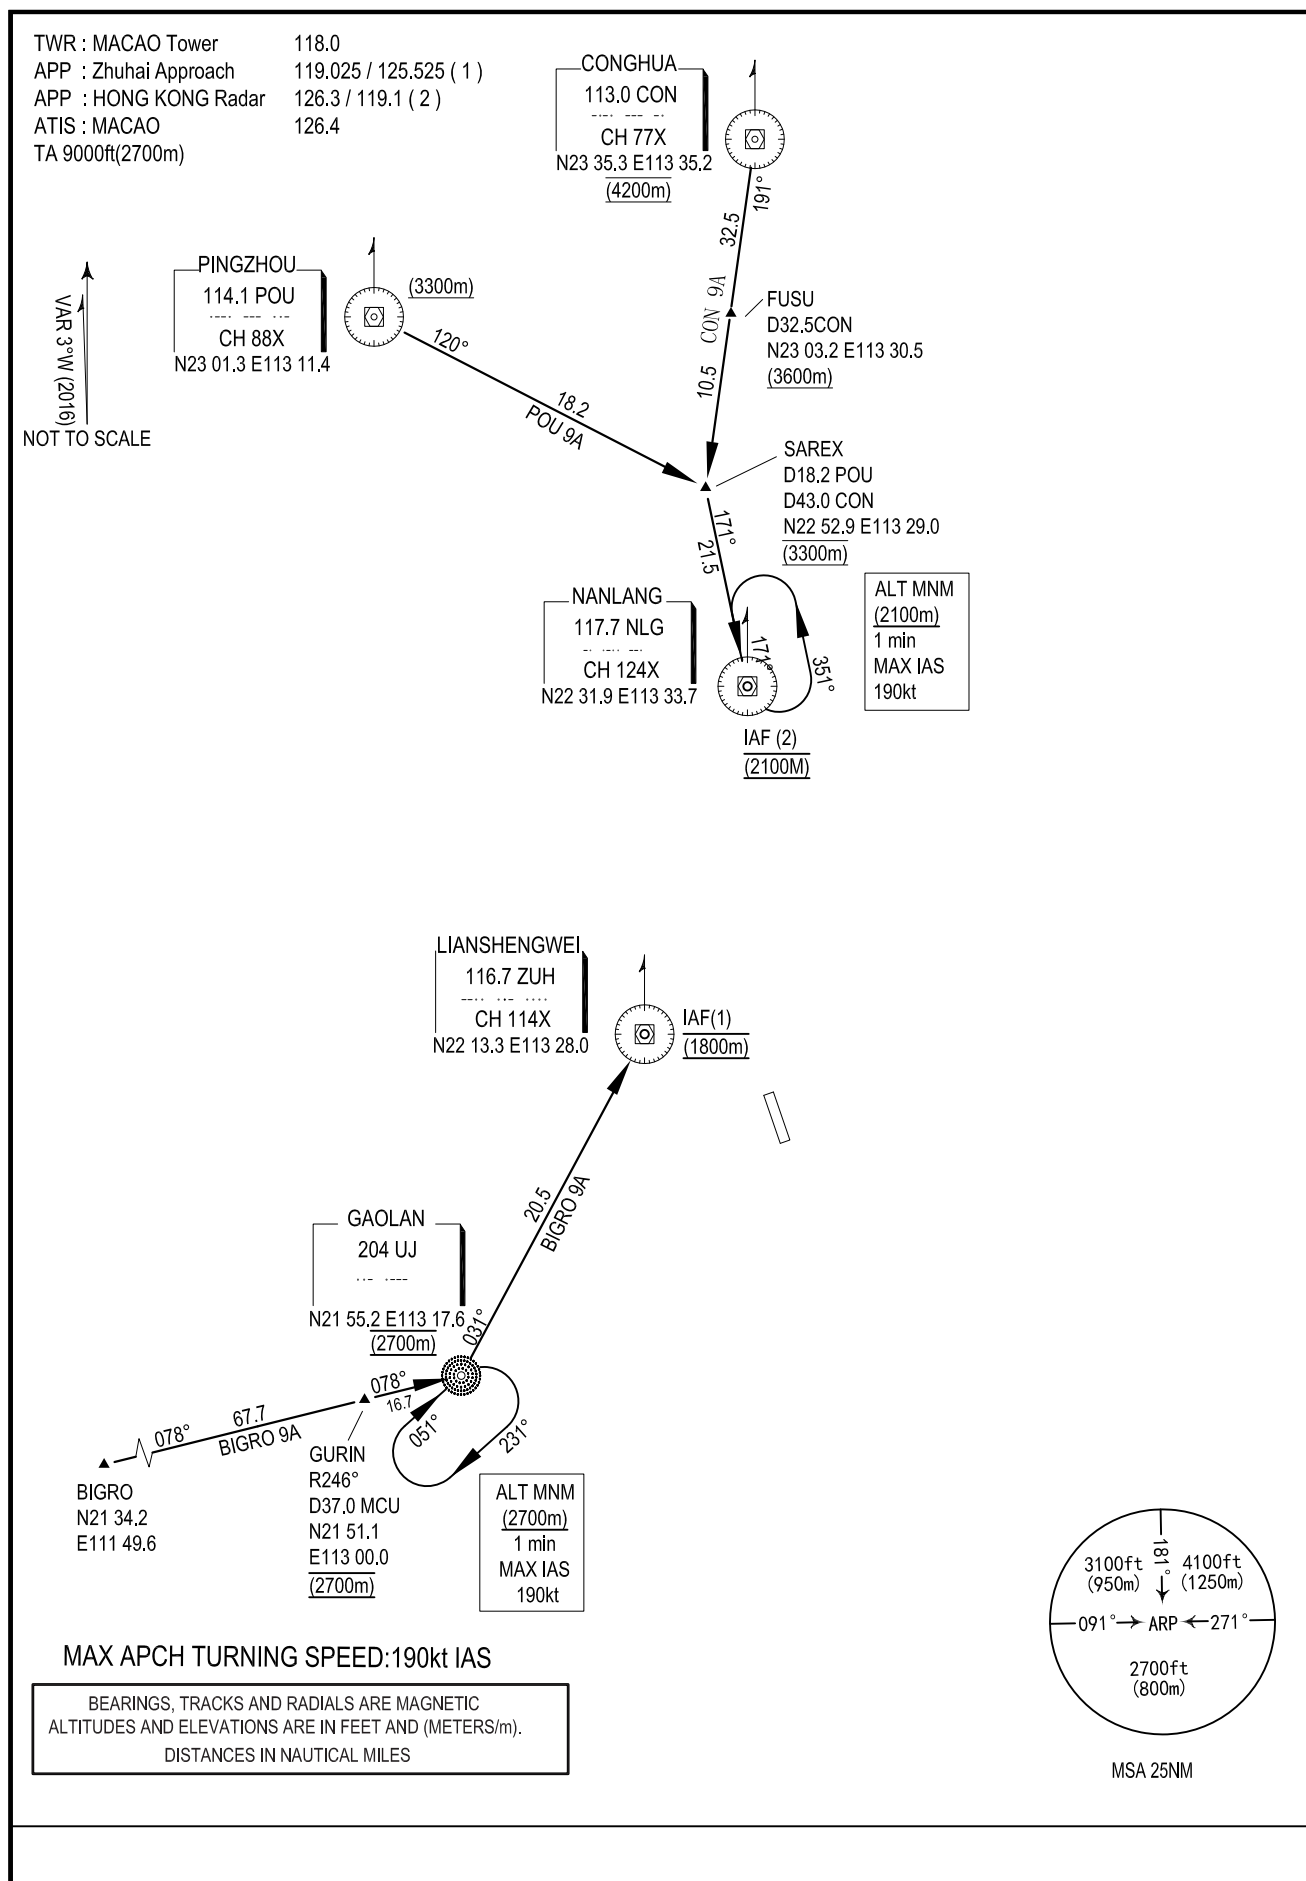 TWR : MACAO Tower 118.0
APP : Zhuhai Approach 119.025 / 125.525 ( 1 )
APP : HONG KONG Radar 126.3 / 119.1 ( 2 )
ATIS : MACAO 126.4
TA 9000ft(2700m)
CONGHUA
113.0 CON
CH 77X
N23 35.3 E113 35.2
(4200m)
191°
32.5
CON 9A
10.5
PINGZHOU
114.1 POU
CH 88X
N23 01.3 E113 11.4
(3300m)
120°
18.2
POU 9A
VAR 3°W (2016)
NOT TO SCALE
FUSU
D32.5CON
N23 03.2 E113 30.5
(3600m)
SAREX
D18.2 POU
D43.0 CON
N22 52.9 E113 29.0
(3300m)
171°
21.5
NANLANG
117.7 NLG
CH 124X
N22 31.9 E113 33.7
171°
351°
IAF (2)
(2100M)
ALT MNM
(2100m)
1 min
MAX IAS
190kt
LIANSHENGWEI
116.7 ZUH
CH 114X
N22 13.3 E113 28.0
IAF(1)
(1800m)
20.5
BIGRO 9A
031°
GAOLAN
204 UJ
N21 55.2 E113 17.6
(2700m)
078°
16.7
051°
231°
078°
67.7
BIGRO 9A
BIGRO
N21 34.2
E111 49.6
GURIN
R246°
D37.0 MCU
N21 51.1
E113 00.0
(2700m)
ALT MNM
(2700m)
1 min
MAX IAS
190kt
MAX APCH TURNING SPEED:190kt IAS
BEARINGS, TRACKS AND RADIALS ARE MAGNETIC
ALTITUDES AND ELEVATIONS ARE IN FEET AND (METERS/m).
DISTANCES IN NAUTICAL MILES
181°
3100ft
(950m)
4100ft
(1250m)
091° ARP 271°
2700ft
(800m)
MSA 25NM